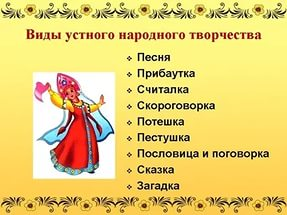 Виды устного народного творчества
Песня
Прибаутка
Считалка
Скороговорка
Потешка
Пестушка
Пословица и поговорка
Сказка
Загадка